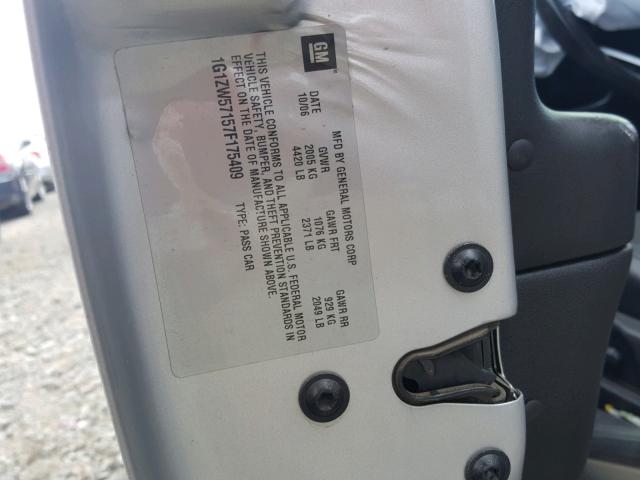 GM
MFD BY GENERAL MOTORS CORP
DATE GVWR GAWR FRT GAWR RR
10/06 2005 KG 1076 KG 929 KG
4420 LB 2371 LB 2049 LB
THIS VEHICLE CONFORMS TO ALL APPLICABLE U.S. FEDERAL MOTOR
VEHICLE SAFETY, BUMPER, AND THEFT PREVENTION STANDARDS IN
EFFECT ON THE DATE OF MANUFACTURE SHOWN ABOVE.
1G1ZW57157F175409 TYPE: PASS CAR